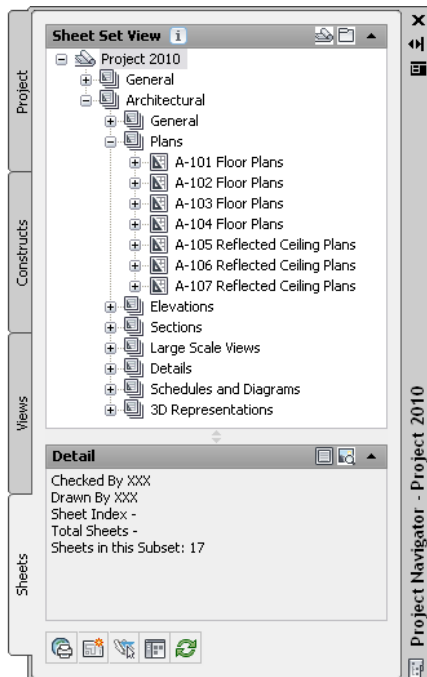 Sheet Set View
Project 2010
General
Architectural
General
Plans
A-101 Floor Plans
A-102 Floor Plans
A-103 Floor Plans
A-104 Floor Plans
A-105 Reflected Ceiling Plans
A-106 Reflected Ceiling Plans
A-107 Reflected Ceiling Plans
Elevations
Sections
Large Scale Views
Details
Schedules and Diagrams
3D Representations
Detail
Checked By XXX
Drawn By XXX
Sheet Index -
Total Sheets -
Sheets in this Subset: 17
Project
Constructs
Views
Sheets
Project Navigator - Project 2010